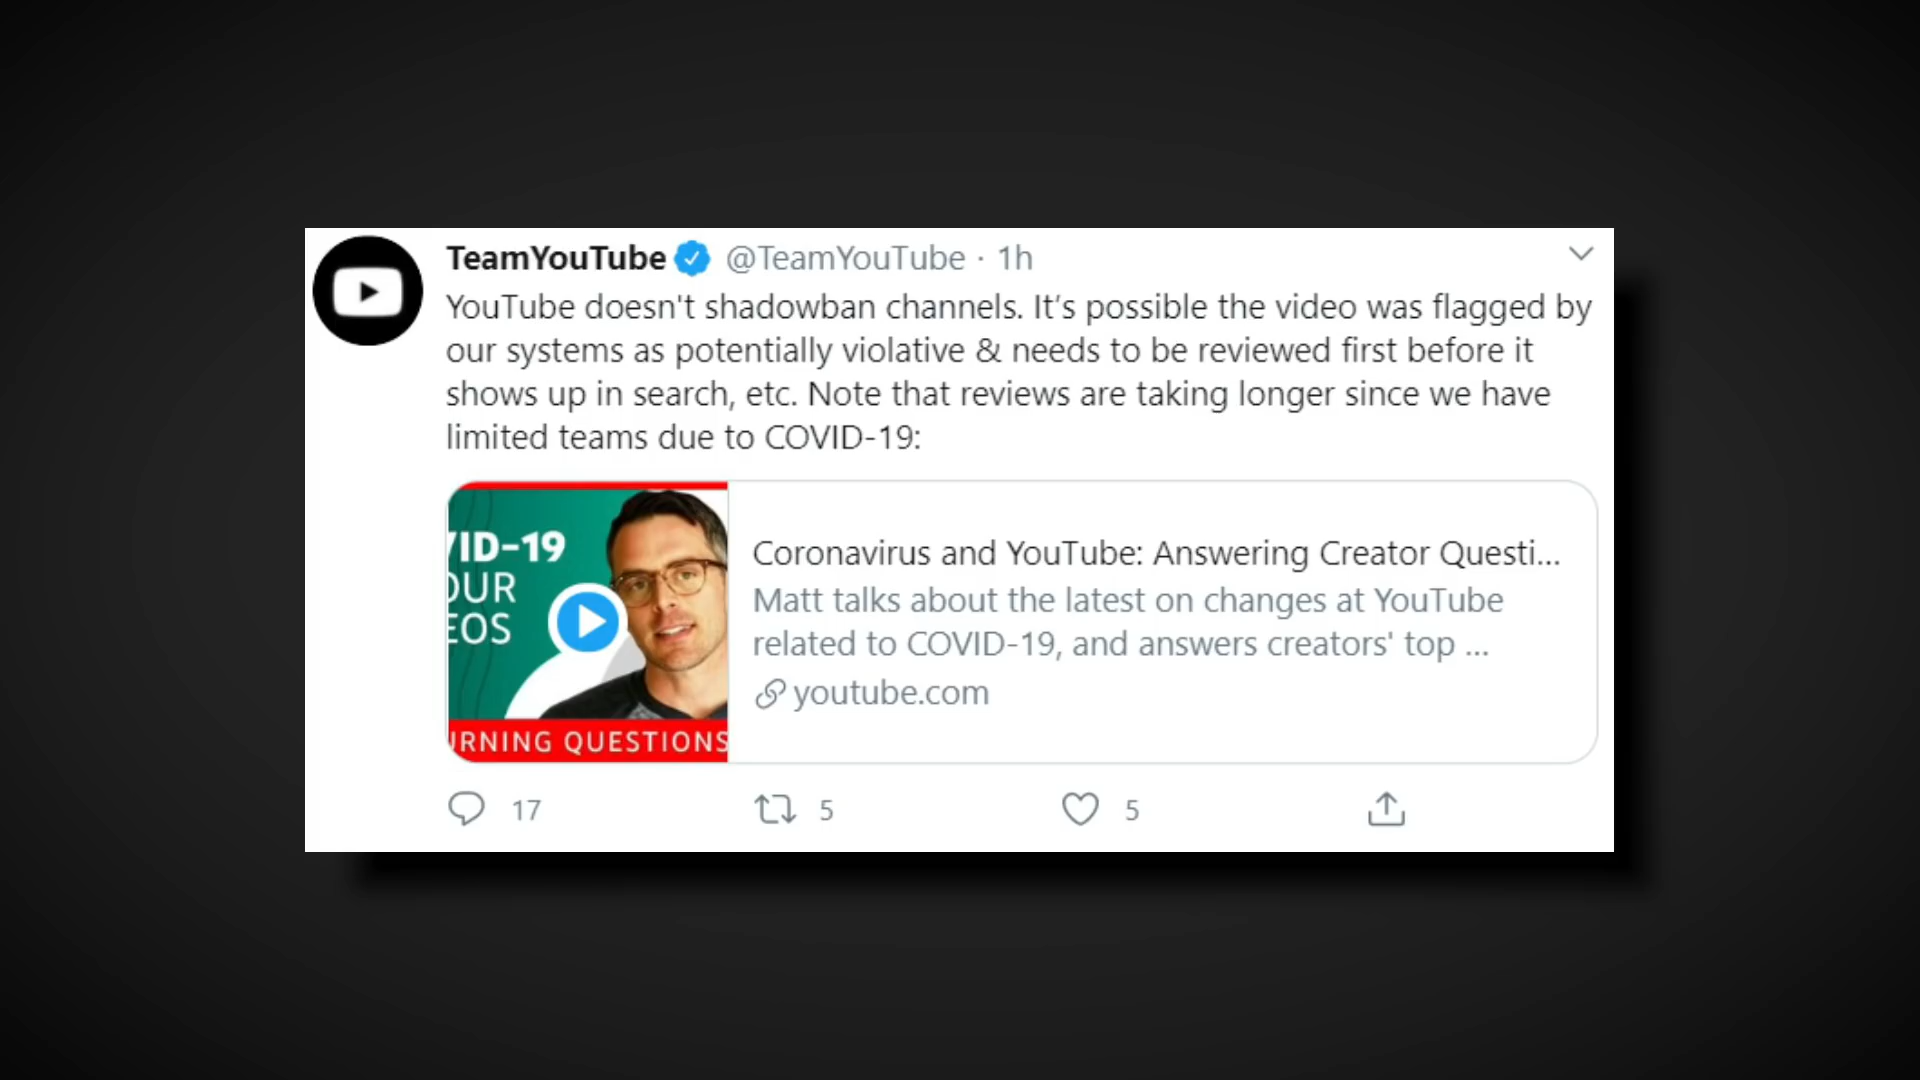 TeamYouTube @TeamYouTube · 1h
YouTube doesn't shadowban channels. It’s possible the video was flagged by
our systems as potentially violative & needs to be reviewed first before it
shows up in search, etc. Note that reviews are taking longer since we have
limited teams due to COVID-19:
VID-19
OUR
EOS
URNING QUESTIONS
Coronavirus and YouTube: Answering Creator Questi...
Matt talks about the latest on changes at YouTube
related to COVID-19, and answers creators' top ...
youtube.com
17 5 5